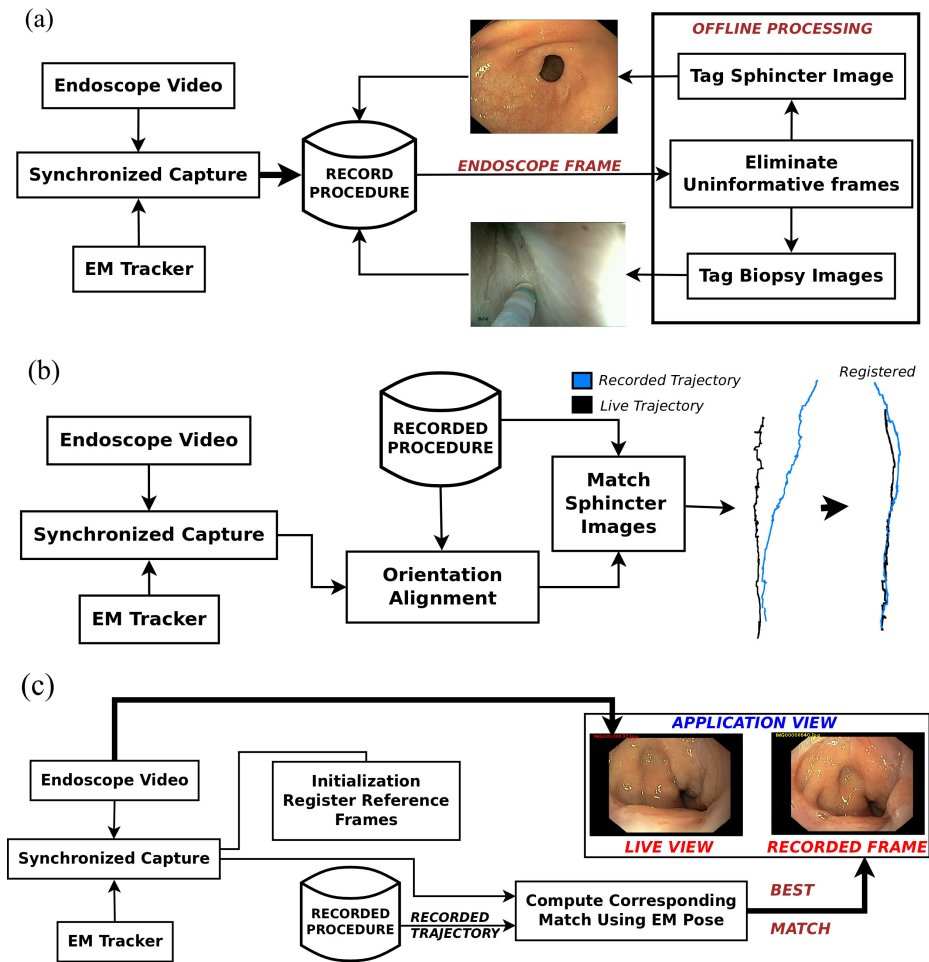 (a)
OFFLINE PROCESSING
Endoscope Video
Tag Sphincter Image
Synchronized Capture
RECORD
PROCEDURE
ENDOSCOPE FRAME
Eliminate
Uninformative frames
EM Tracker
Tag Biopsy Images
(b)
Recorded Trajectory
Live Trajectory
Registered
Endoscope Video
RECORDED
PROCEDURE
Match
Sphincter
Images
Synchronized Capture
Orientation
Alignment
EM Tracker
(c)
APPLICATION VIEW
Endoscope Video
Initialization
Register Reference
Frames
LIVE VIEW
RECORDED FRAME
Synchronized Capture
RECORDED
PROCEDURE
RECORDED
TRAJECTORY
Compute Corresponding
Match Using EM Pose
BEST
MATCH
EM Tracker